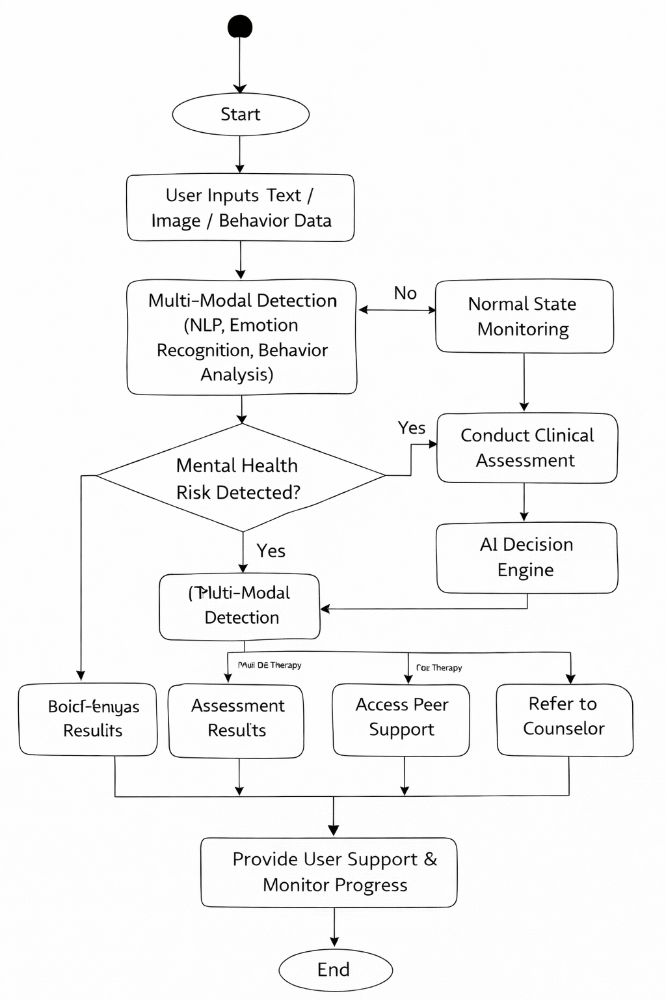 Start
User Inputs Text /
Image / Behavior Data
Multi-Modal Detection
(NLP, Emotion
Recognition, Behavior
Analysis)
No
Normal State
Monitoring
Yes
Conduct Clinical
Assessment
Mental Health
Risk Detected?
AI Decision
Engine
Yes
Modal
Detection
Therapy
Therapy
Results
Assessment
Results
Access Peer
Support
Refer to
Counselor
Provide User Support &
Monitor Progress
End